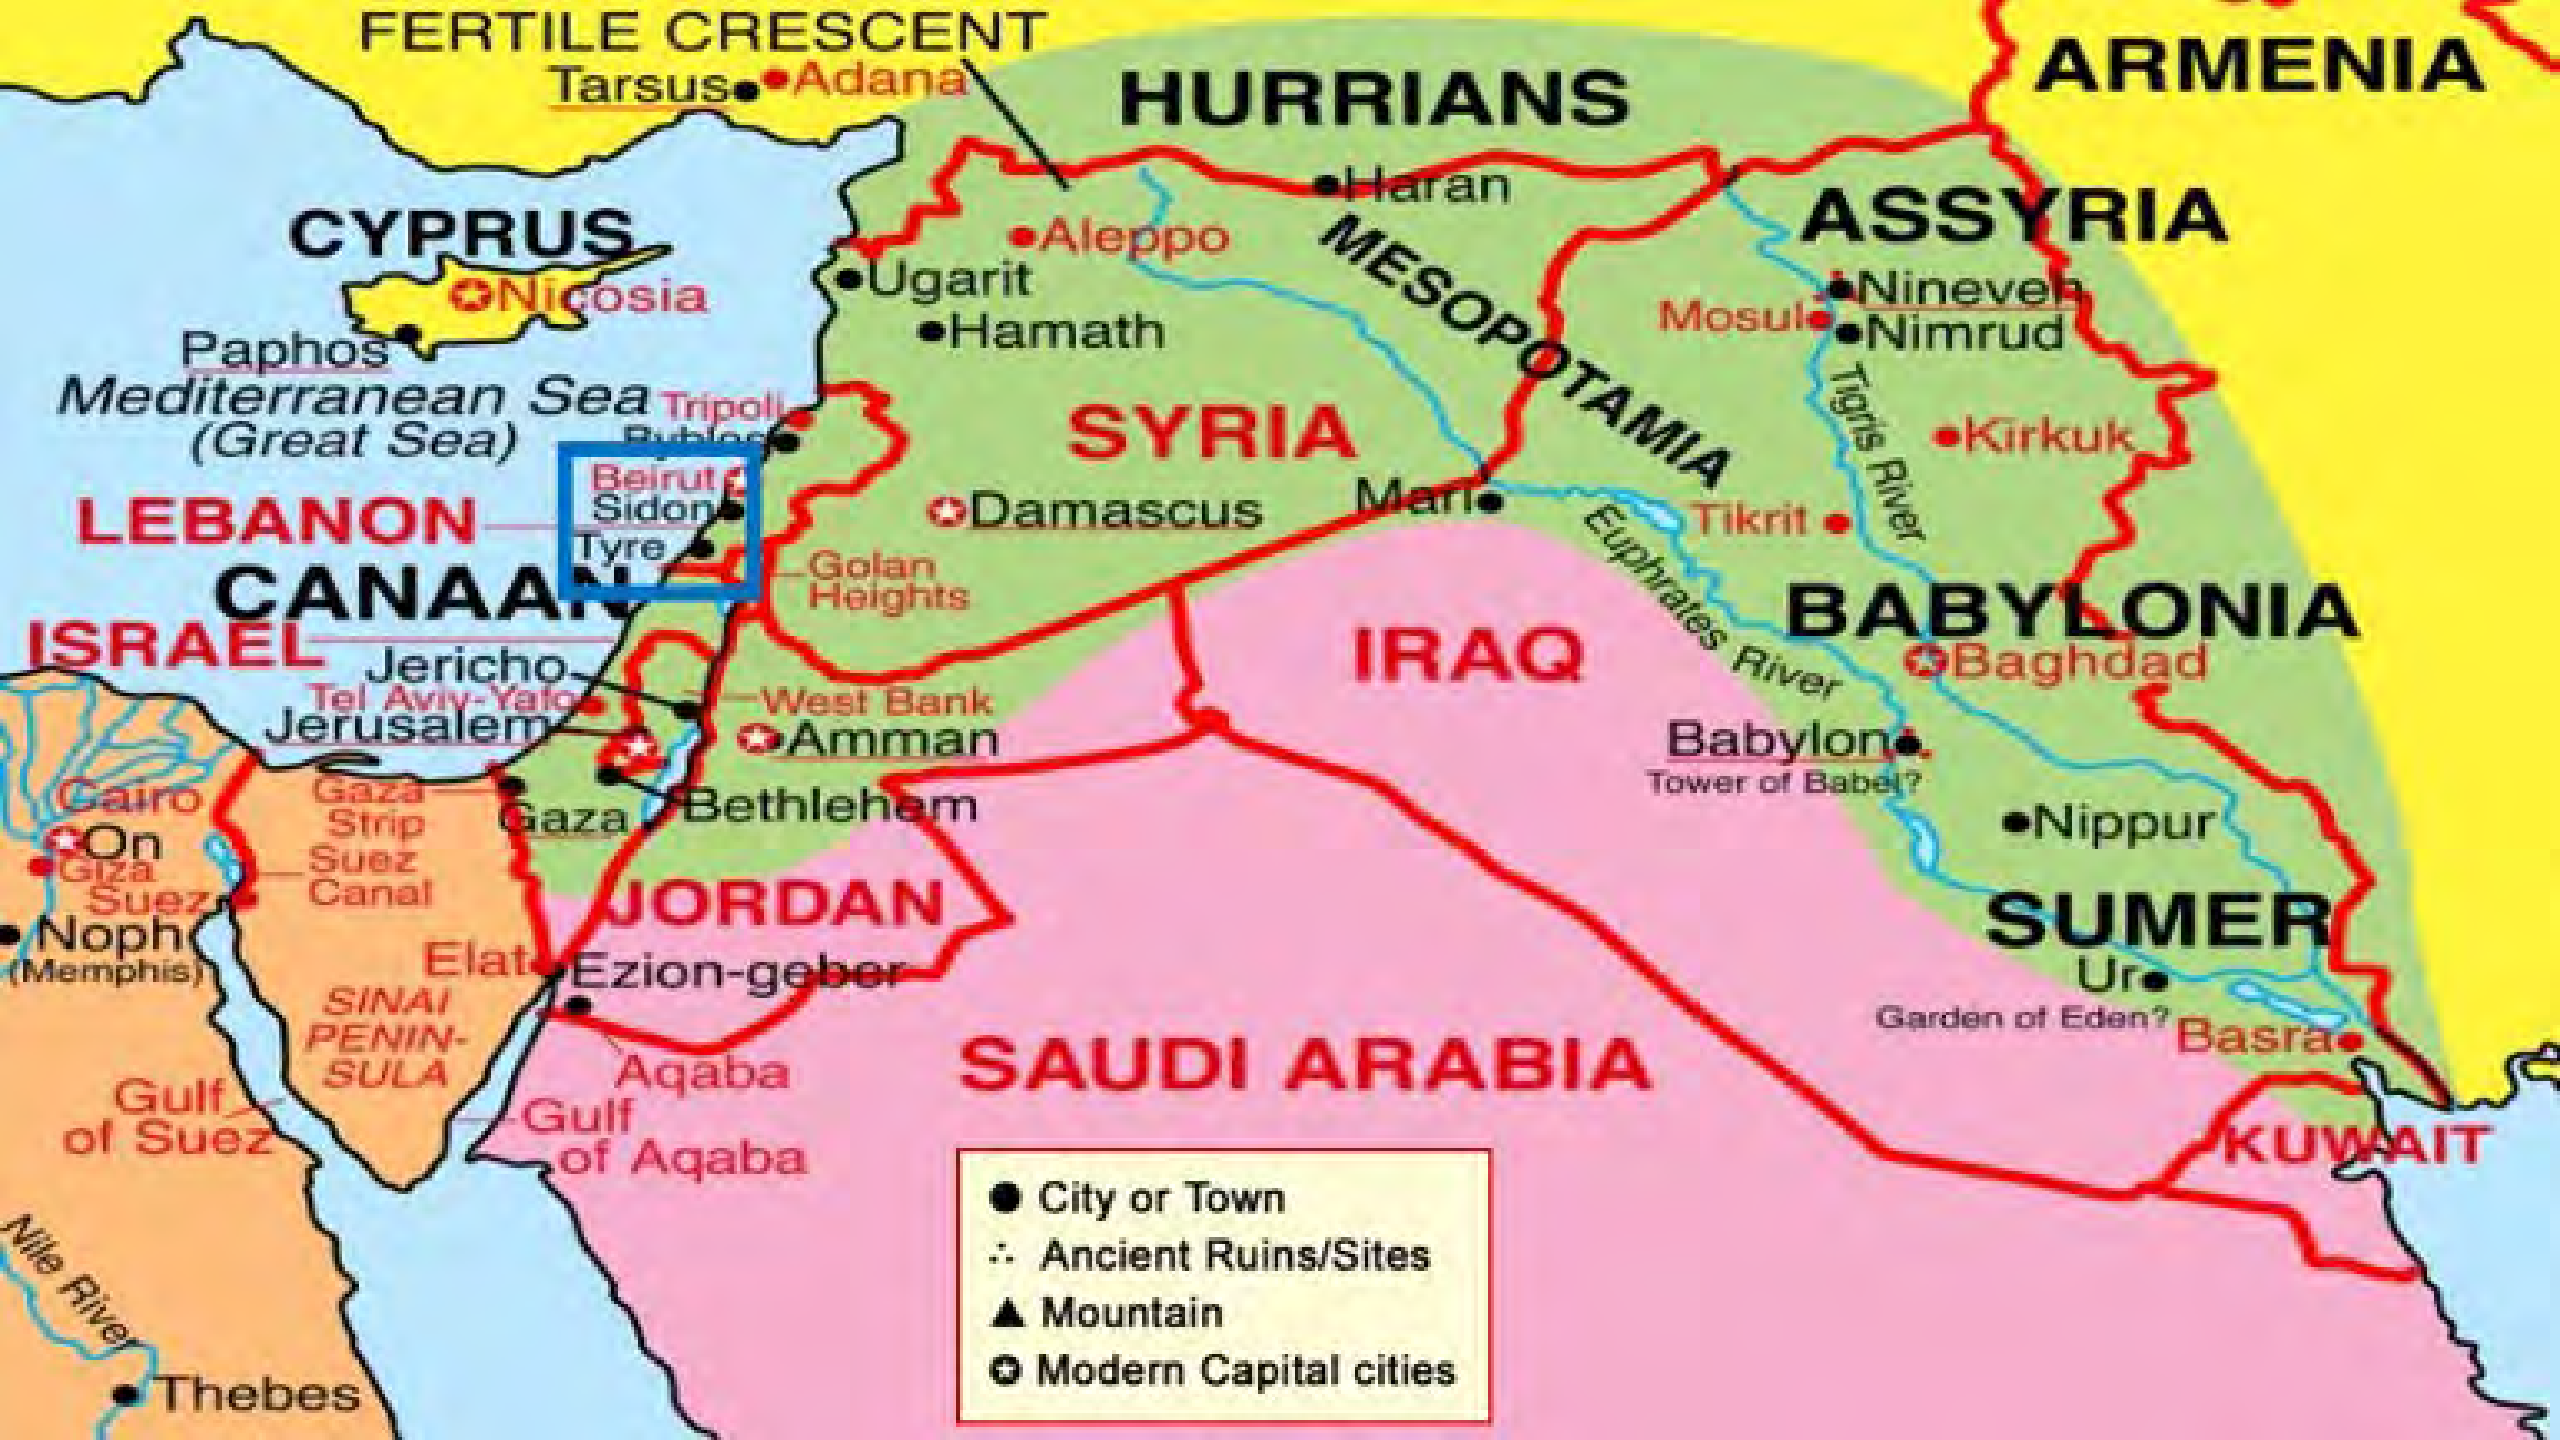 FERTILE CRESCENT
Tarsus
Adana
HURRIANS
ARMENIA
Haran
ASSYRIA
CYPRUS
Aleppo
MESOPOTAMIA
Nicosia
Ugarit
Nineveh
Mosul
Hamath
Nimrud
Paphos
Mediterranean Sea
(Great Sea)
Tripoli
Byblos
SYRIA
Tigris River
Kirkuk
Beirut
Sidon
LEBANON
Tyre
Damascus
Mari
Tikrit
Euphrates River
CANAAN
Golan
Heights
BABYLONIA
ISRAEL
Jericho
IRAQ
Baghdad
Tel Aviv-Yafo
West Bank
Jerusalem
Amman
Babylon
Tower of Babel?
Cairo
Gaza
Strip
Gaza
Bethlehem
Nippur
On
Giza
Suez
Canal
Suez
JORDAN
SUMER
Noph
(Memphis)
Elat
Ezion-geber
Ur
Garden of Eden?
Basra
SINAI
PENIN-
SULA
Aqaba
SAUDI ARABIA
Gulf
of Suez
Gulf
of Aqaba
KUWAIT
City or Town
Ancient Ruins/Sites
Mountain
Modern Capital cities
Nile River
Thebes